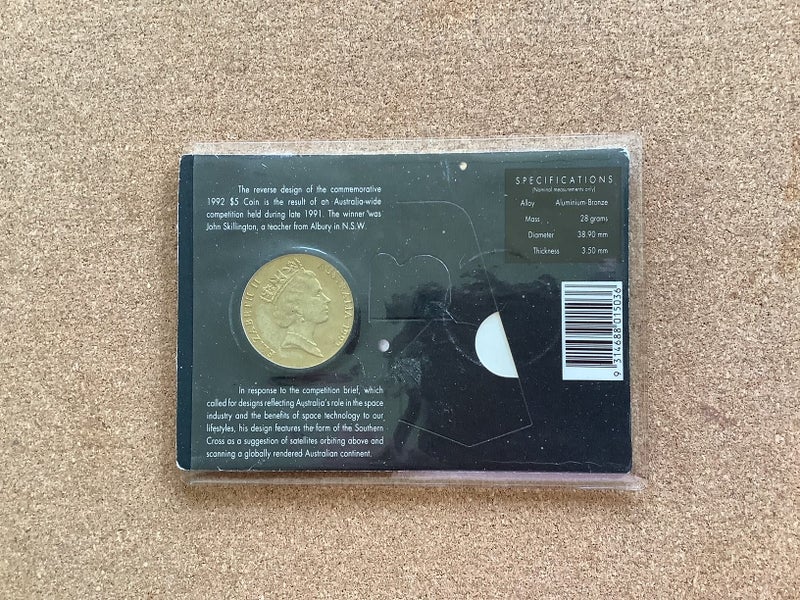 The reverse design of the commemorative
1992 $5 Coin is the result of an Australia-wide
competition held during late 1991. The winner was
John Skillington, a teacher from Albury in N.S.W.
ELIZABETH II AUSTRALIA
In response to the competition brief, which
called for designs reflecting Australia's role in the space
industry and the benefits of space technology to our
lifestyles, his design features the form of the Southern
Cross as a suggestion of satellites orbiting above and
scanning a globally rendered Australian continent.
SPECIFICATIONS
(Nominal measurements only)
Alloy Aluminium-Bronze
Mass 28 grams
Diameter 38.90 mm
Thickness 3.50 mm
9 314688 015036